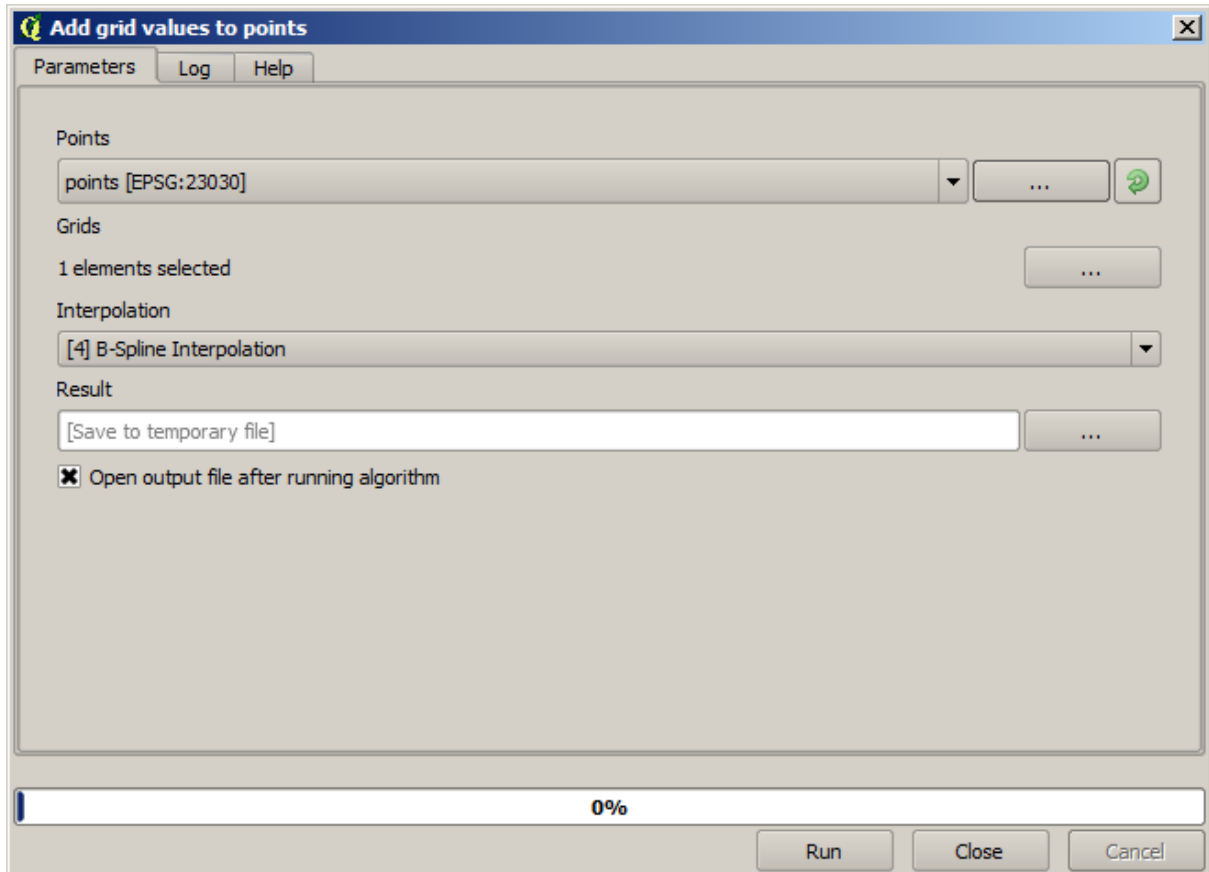 Add grid values to points
Parameters Log Help
Points
points [EPSG:23030] ...
Grids
1 elements selected ...
Interpolation
[4] B-Spline Interpolation
Result
[Save to temporary file] ...
Open output file after running algorithm
0%
Run Close Cancel